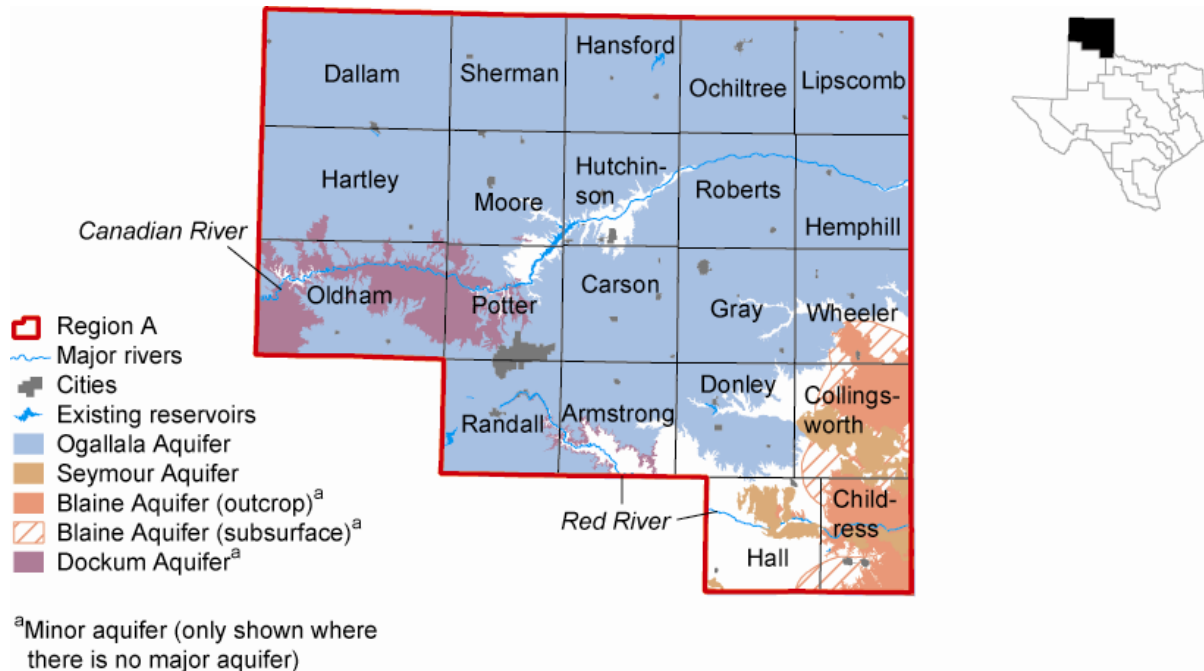 Hansford
Dallam
Sherman
Ochiltree
Lipscomb
Hutchin-
son
Hartley
Moore
Roberts
Hemphill
Canadian River
Oldham
Potter
Carson
Gray
Wheeler
Donley
Collings-
worth
Randall
Armstrong
Red River
Child-
ress
Hall
Region A
Major rivers
Cities
Existing reservoirs
Ogallala Aquifer
Seymour Aquifer
Blaine Aquifer (outcrop)a
Blaine Aquifer (subsurface)a
Dockum Aquifera
aMinor aquifer (only shown where
there is no major aquifer)